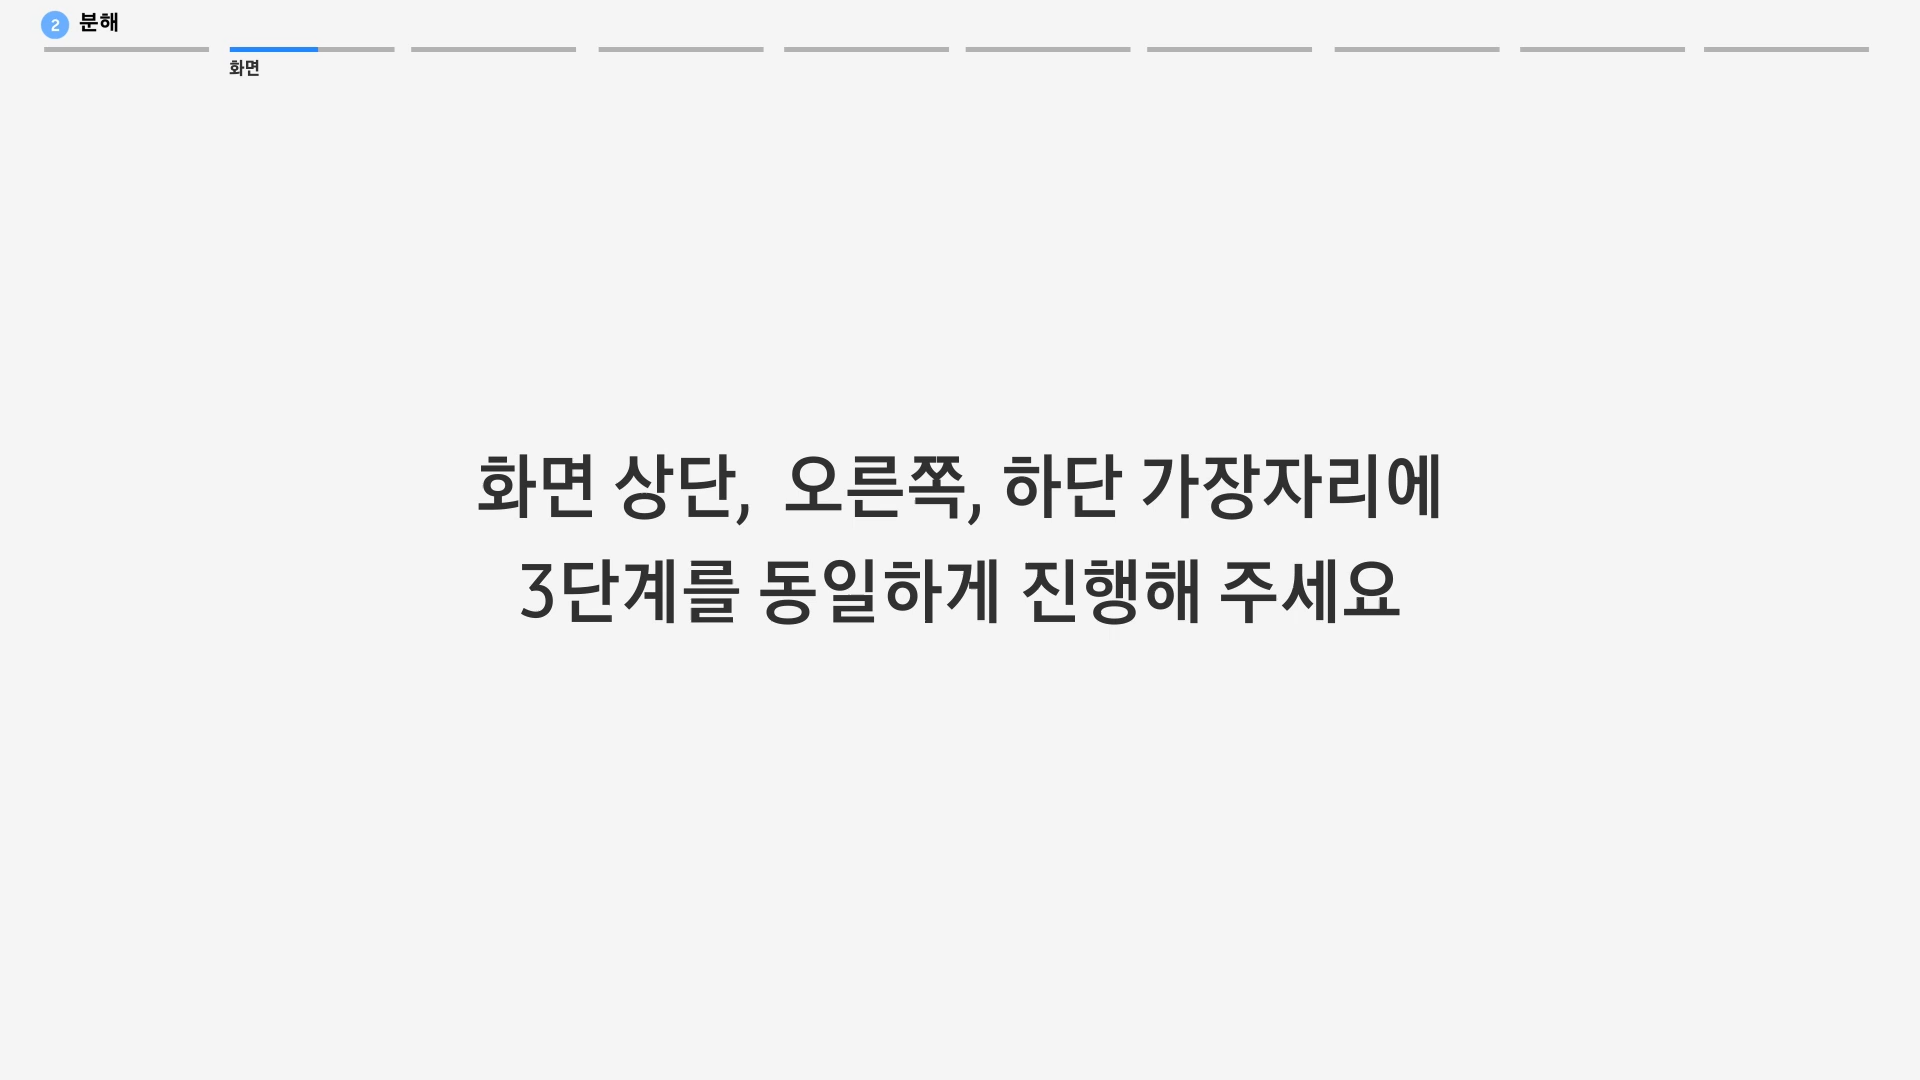 2 분해
화면
화면 상단, 오른쪽, 하단 가장자리에
3단계를 동일하게 진행해 주세요